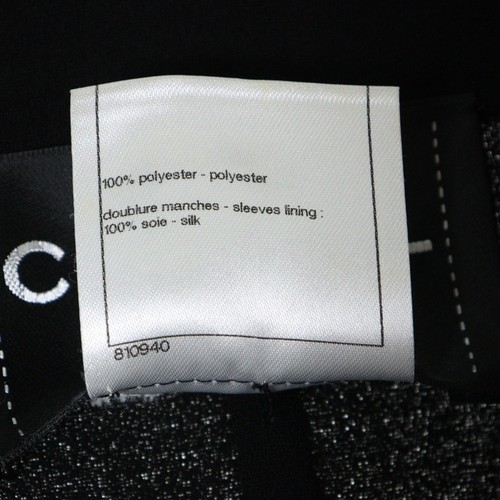 100% polyester - polyester
doublure manches - sleeves lining :
100% soie - silk
C
810940